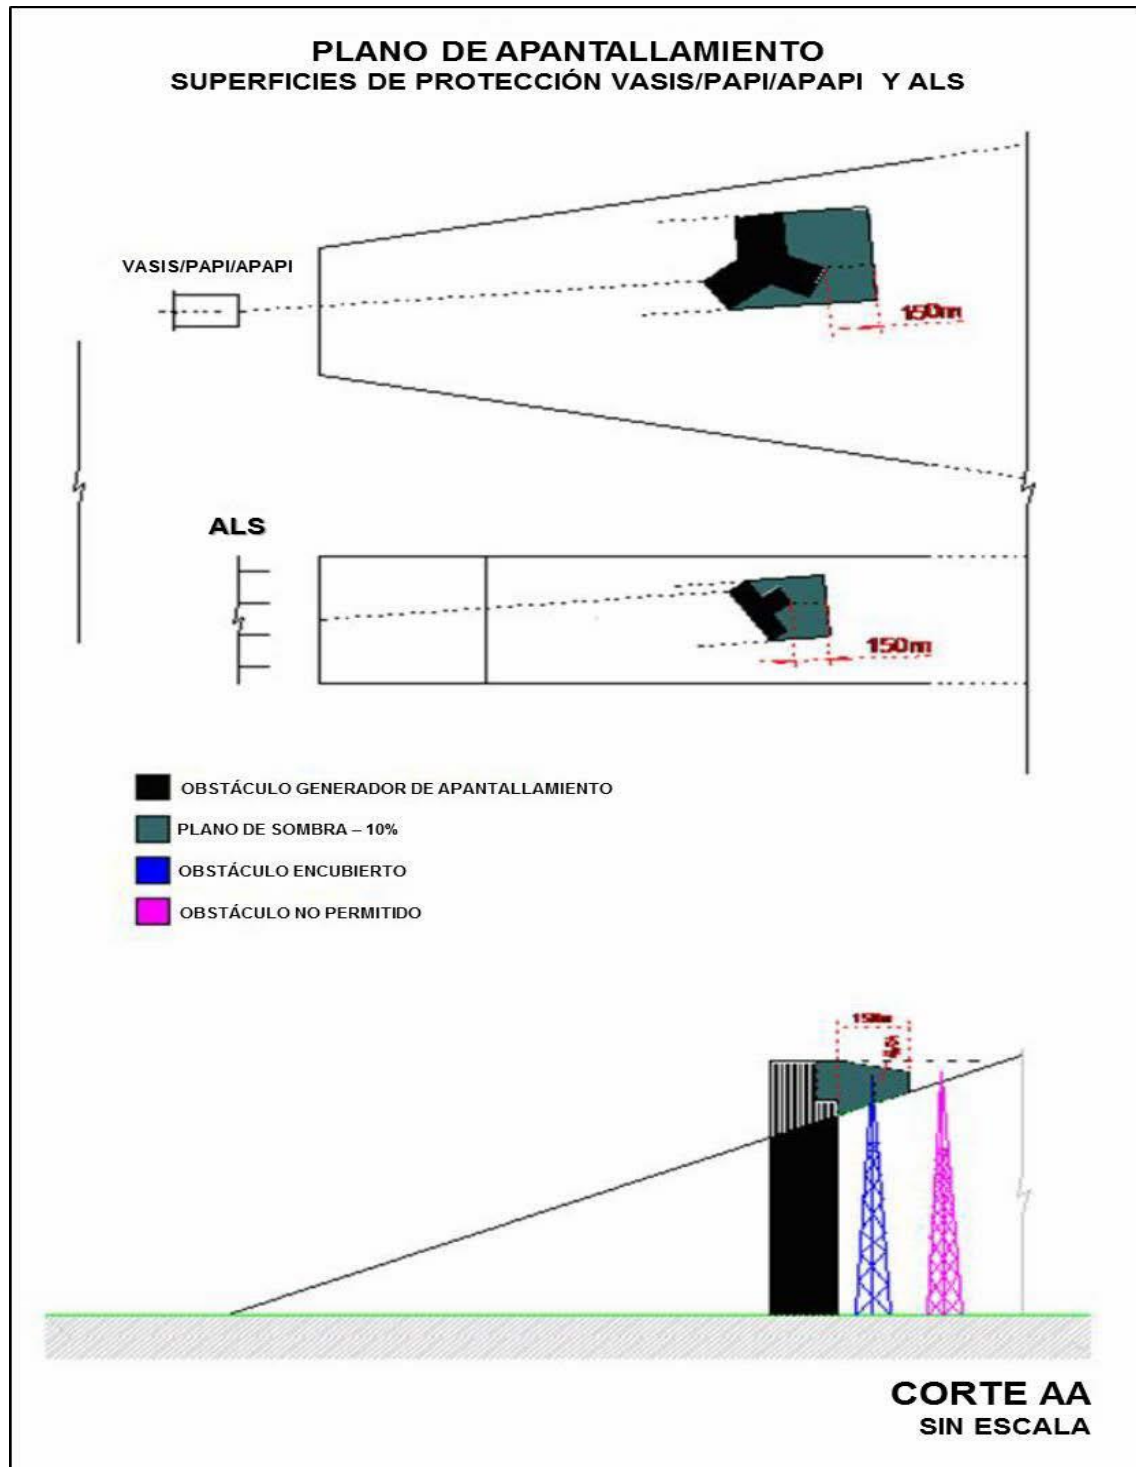 PLANO DE APANTALLAMIENTO
SUPERFICIES DE PROTECCIÓN VASIS/PAPI/APAPI Y ALS
VASIS/PAPI/APAPI
150m
ALS
150m
OBSTÁCULO GENERADOR DE APANTALLAMIENTO
PLANO DE SOMBRA – 10%
OBSTÁCULO ENCUBIERTO
OBSTÁCULO NO PERMITIDO
150m
CORTE AA
SIN ESCALA